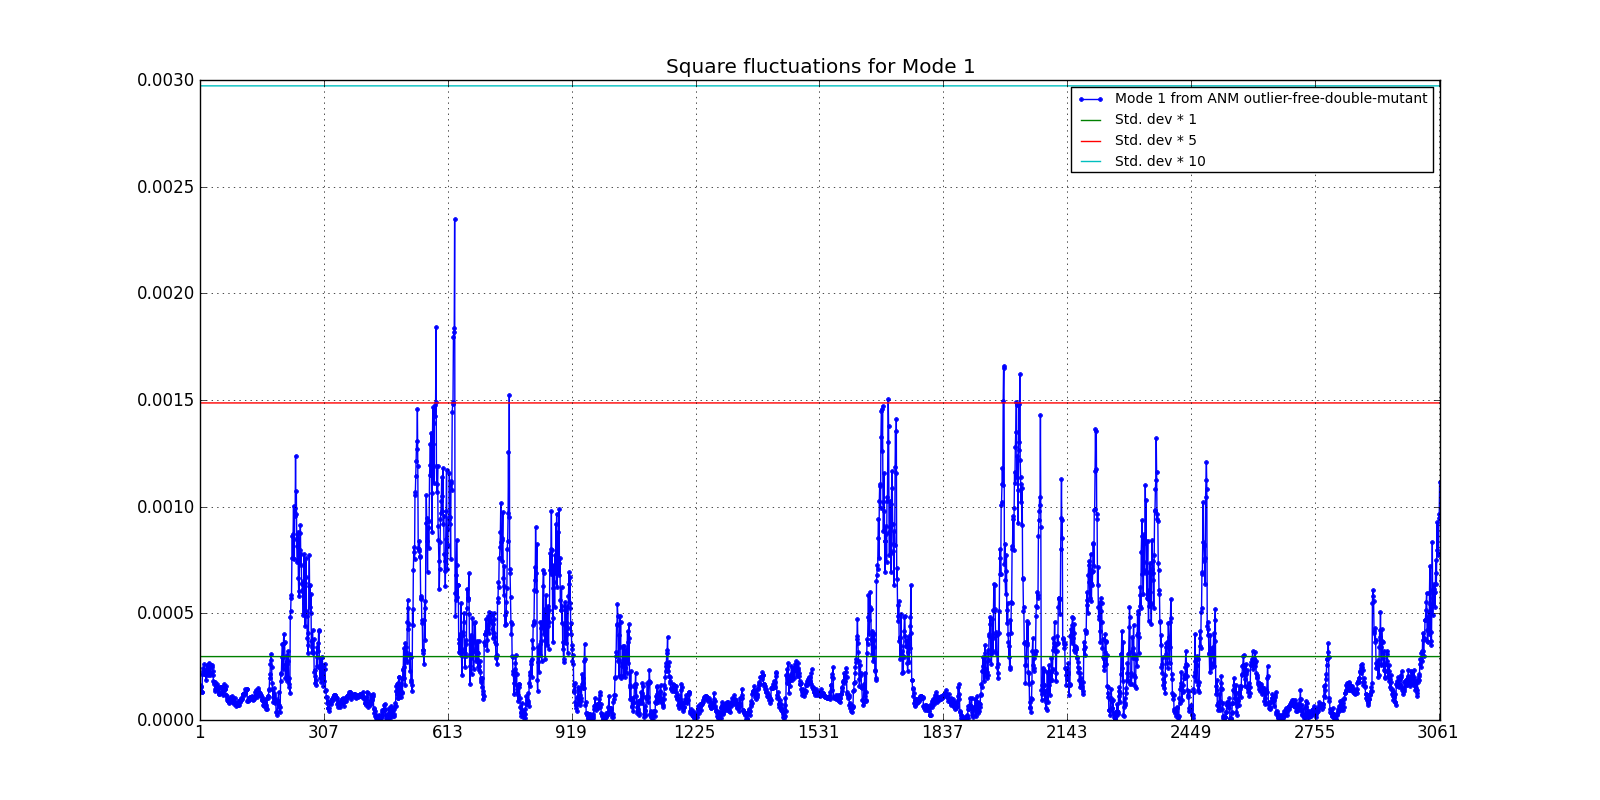 Square fluctuations for Mode 1
0.0030
0.0025
0.0020
0.0015
0.0010
0.0005
0.0000
Mode 1 from ANM outlier-free-double-mutant
Std. dev * 1
Std. dev * 5
Std. dev * 10
1 307 613 919 1225 1531 1837 2143 2449 2755 3061